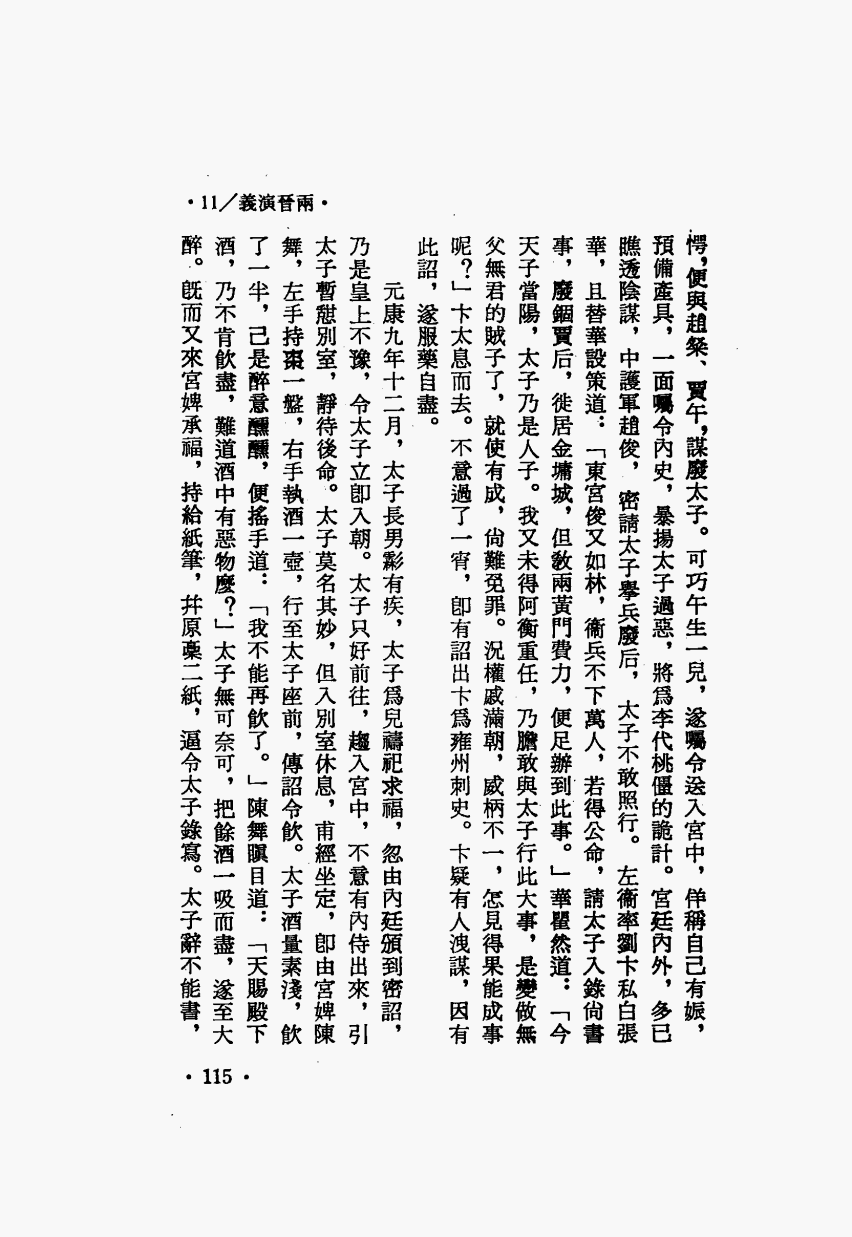 •11/義演晉兩•
愕，便與趙粲、賈午，謀廢太子。可巧午生一兒，遂囑令送入宮中，佯稱自己有娠，
預備產具，一面囑令內史，暴揚太子過惡，將爲李代桃僵的詭計。宮廷內外，多已
瞧透陰謀，中護軍趙俊，密請太子舉兵廢后，太子不敢照行。左衞率劉卞私白張
華，且替華設策道：「東宮俊乂如林，衞兵不下萬人，若得公命，請太子入錄尙書
事，廢錮賈后，徙居金墉城，但敎兩黃門費力，便足辦到此事。」華瞿然道：「今
天子當陽，太子乃是人子。我又未得阿衡重任，乃膽敢與太子行此大事，是變做無
父無君的賊子了，就使有成，尙難免罪。況權戚滿朝，威柄不一，怎見得果能成事
呢？」卞太息而去。不意過了一宵，卽有詔出卞爲雍州刺史。卞疑有人洩謀，因有
此詔，遂服藥自盡。
元康九年十二月，太子長男彪有疾，太子爲兒禱祀求福，忽由內廷頒到密詔，
乃是皇上不豫，令太子立卽入朝。太子只好前往，趨入宮中，不意有內侍出來，引
太子暫憩別室，靜待後命。太子莫名其妙，但入別室休息，甫經坐定，卽由宮婢陳
舞，左手持棗一盤，右手執酒一壺，行至太子座前，傳詔令飮。太子酒量素淺，飮
了一半，己是醉意醺醺，便搖手道：「我不能再飮了。」陳舞瞋目道：「天賜殿下
酒，乃不肯飮盡，難道酒中有惡物麼？」太子無可奈可，把餘酒一吸而盡，遂至大
醉。旣而又來宮婢承福，持給紙筆，幷原稾二紙，逼令太子錄寫。太子辭不能書，
•115•